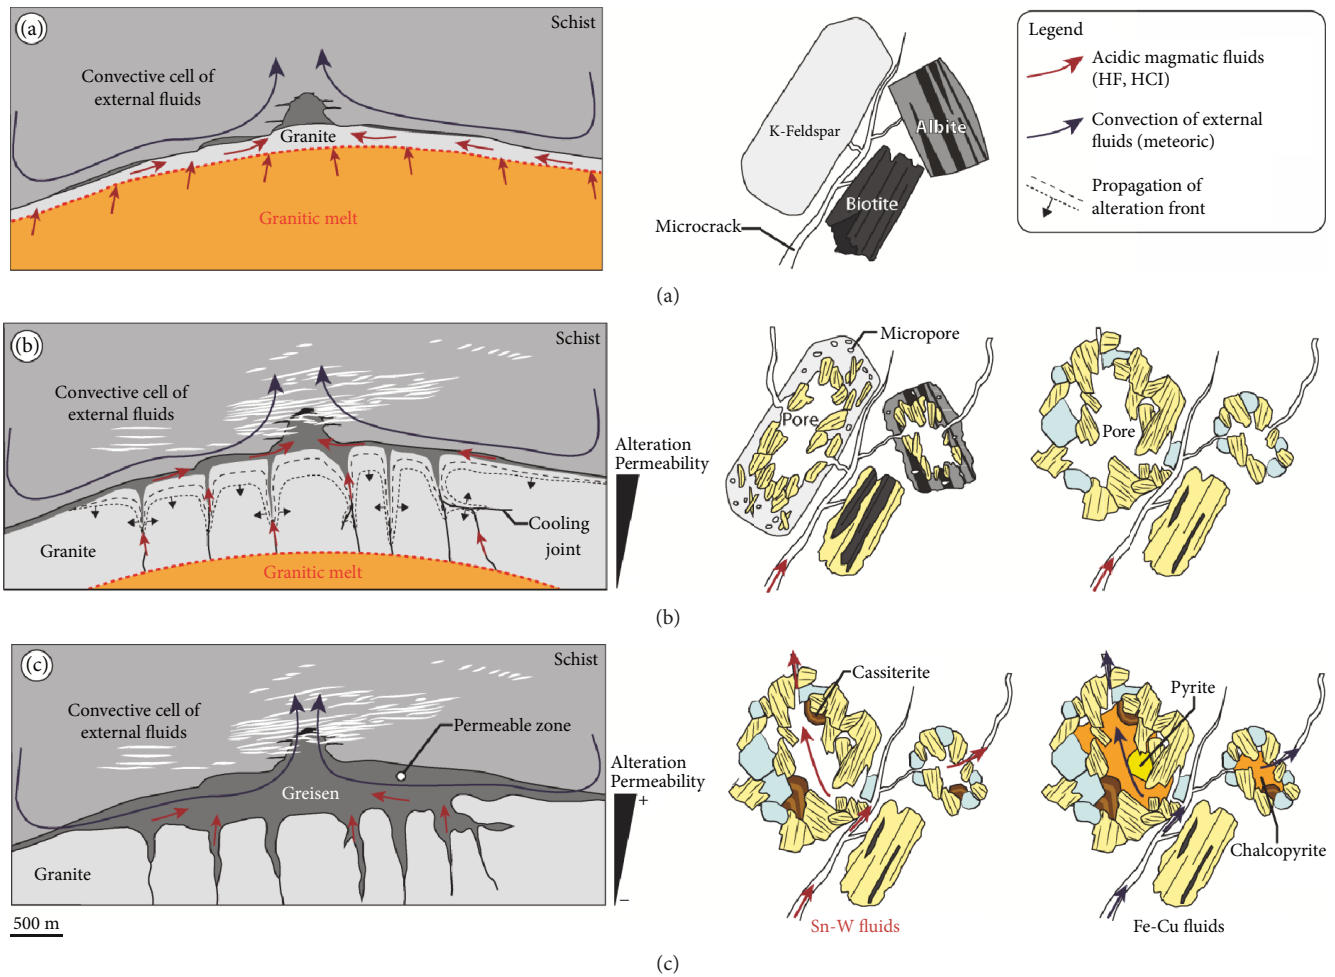 (a)
Schist
Convective cell of
external fluids
Granite
Granitic melt
K-Feldspar
Albite
Biotite
Microcrack
Legend
Acidic magmatic fluids
(HF, HCI)
Convection of external
fluids (meteoric)
Propagation of
alteration front
(a)
(b)
Schist
Convective cell of
external fluids
Granite
Granitic melt
Cooling
joint
Alteration
Permeability
Micropore
Pore
Pore
(b)
(c)
Schist
Convective cell of
external fluids
Permeable zone
Greisen
Granite
500 m
Alteration
Permeability
+
−
Cassiterite
Sn-W fluids
Pyrite
Chalcopyrite
Fe-Cu fluids
(c)